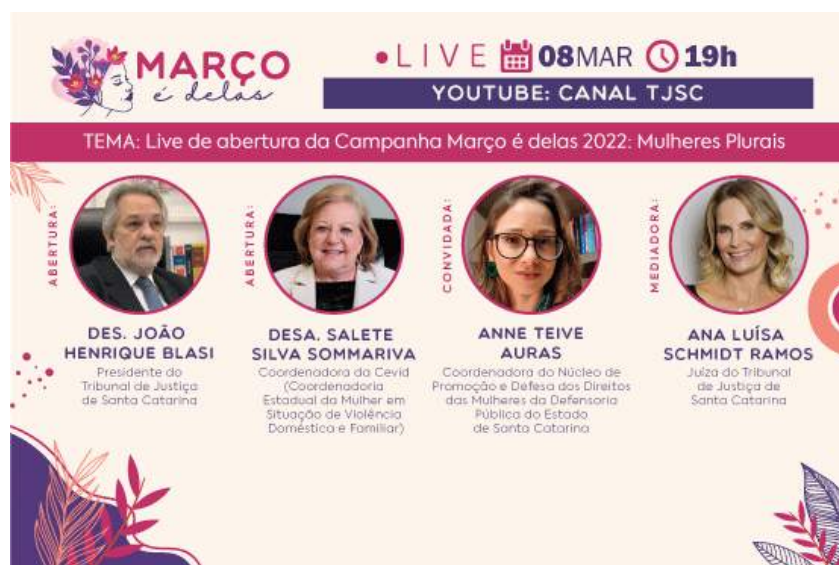 MARÇO
é delas
•LIVE 08MAR 19h
YOUTUBE: CANAL TJSC
TEMA: Live de abertura da Campanha Março é delas 2022: Mulheres Plurais
ABERTURA:
DES. JOÃO
HENRIQUE BLASI
Presidente do
Tribunal de Justiça
de Santa Catarina
ABERTURA:
DESA. SALETE
SILVA SOMMARIVA
Coordenadora da Cevid
(Coordenadoria
Estadual da Mulher em
Situação de Violência
Doméstica e Familiar)
CONVIDADA:
ANNE TEIVE
AURAS
Coordenadora do Núcleo de
Promoção e Defesa dos Direitos
das Mulheres da Defensoria
Pública do Estado
de Santa Catarina
MEDIADORA:
ANA LUÍSA
SCHMIDT RAMOS
Juíza do Tribunal
de Justiça de
Santa Catarina